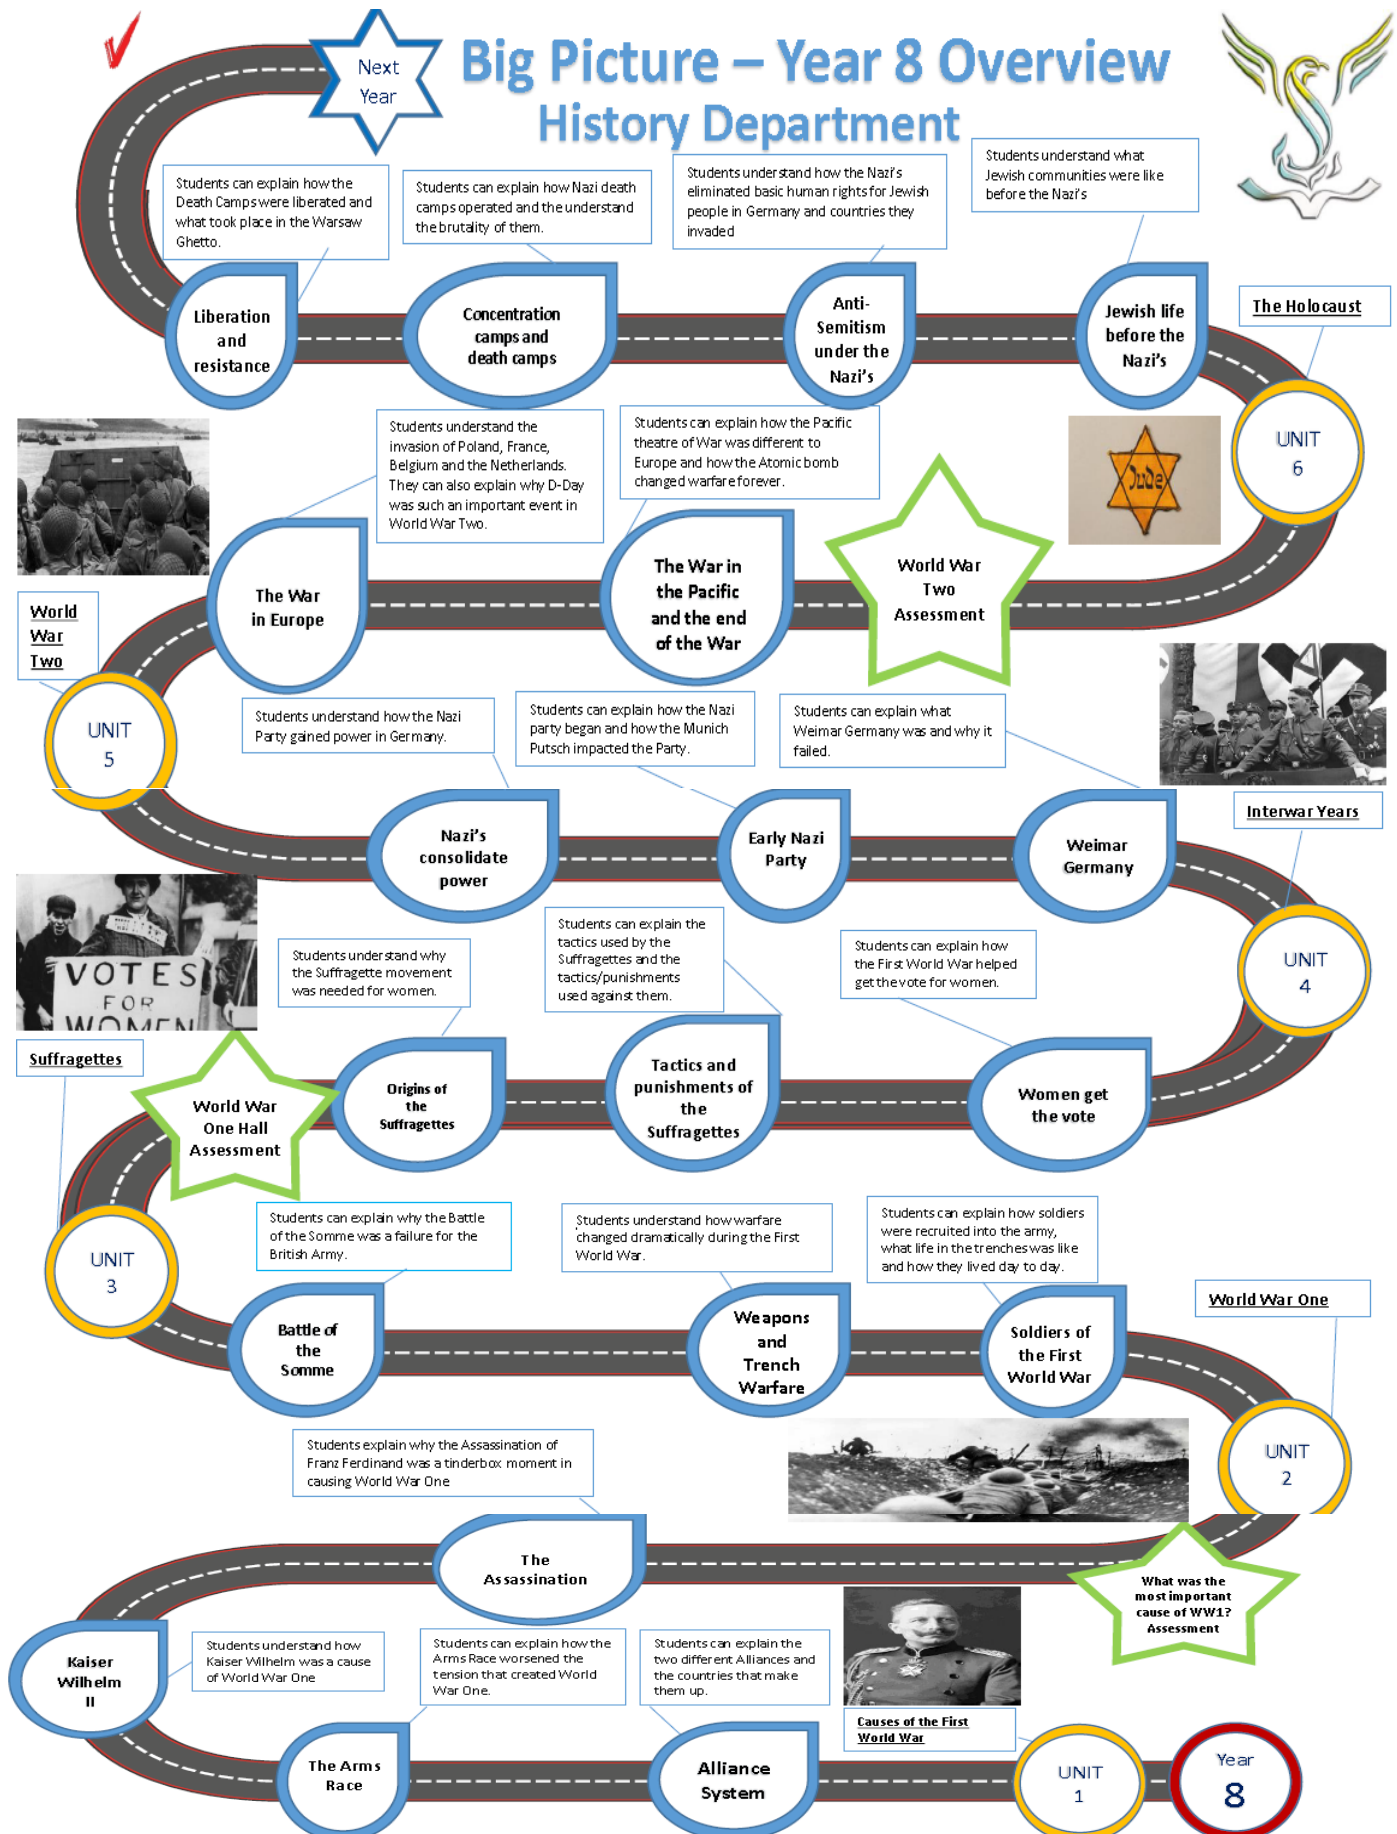 Big Picture – Year 8 Overview
History Department
Next
Year
Students can explain how the
Death Camps were liberated and
what took place in the Warsaw
Ghetto.
Students can explain how Nazi death
camps operated and the understand
the brutality of them.
Students understand how the Nazi's
eliminated basic human rights for Jewish
people in Germany and countries they
invaded
Students understand what
Jewish communities were like
before the Nazi's
Liberation
and
resistance
Concentration
camps and
death camps
Anti-
Semitism
under the
Nazi's
Jewish life
before the
Nazi's
The Holocaust
UNIT
6
Students understand the
invasion of Poland, France,
Belgium and the Netherlands.
They can also explain why D-Day
was such an important event in
World War Two.
Students can explain how the Pacific
theatre of War was different to
Europe and how the Atomic bomb
changed warfare forever.
Jude
The War
in Europe
The War in
the Pacific
and the end
of the War
World War
Two
Assessment
World
War
Two
UNIT
5
Students understand how the Nazi
Party gained power in Germany.
Students can explain how the Nazi
party began and how the Munich
Putsch impacted the Party.
Students can explain what
Weimar Germany was and why it
failed.
Nazi's
consolidate
power
Early Nazi
Party
Weimar
Germany
Interwar Years
UNIT
4
VOTES
FOR
WOMEN
Students understand why
the Suffragette movement
was needed for women.
Students can explain the
tactics used by the
Suffragettes and the
tactics/punishments
used against them.
Students can explain how
the First World War helped
get the vote for women.
Suffragettes
World War
One Hall
Assessment
Origins of
the
Suffragettes
Tactics and
punishments of
the
Suffragettes
Women get
the vote
UNIT
3
Students can explain why the Battle
of the Somme was a failure for the
British Army.
Students understand how warfare
changed dramatically during the First
World War.
Students can explain how soldiers
were recruited into the army,
what life in the trenches was like
and how they lived day to day.
Battle of
the
Somme
Weapons
and
Trench
Warfare
Soldiers of
the First
World War
World War One
UNIT
2
Students explain why the Assassination of
Franz Ferdinand was a tinderbox moment in
causing World War One
The
Assassination
What was the
most important
cause of WW1?
Assessment
Kaiser
Wilhelm
II
Students understand how
Kaiser Wilhelm was a cause
of World War One
Students can explain how the
Arms Race worsened the
tension that created World
War One.
Students can explain the
two different Alliances and
the countries that make
them up.
Causes of the First
World War
The Arms
Race
Alliance
System
UNIT
1
Year
8